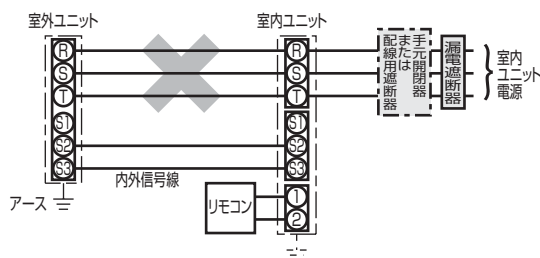 室外ユニット
室内ユニット
R
S
T
S1
S2
S3
R
S
T
S1
S2
S3
1
2
内外信号線
アース
リモコン
手元開閉器
または
配線用遮断器
漏電遮断器
室内
ユニット
電源